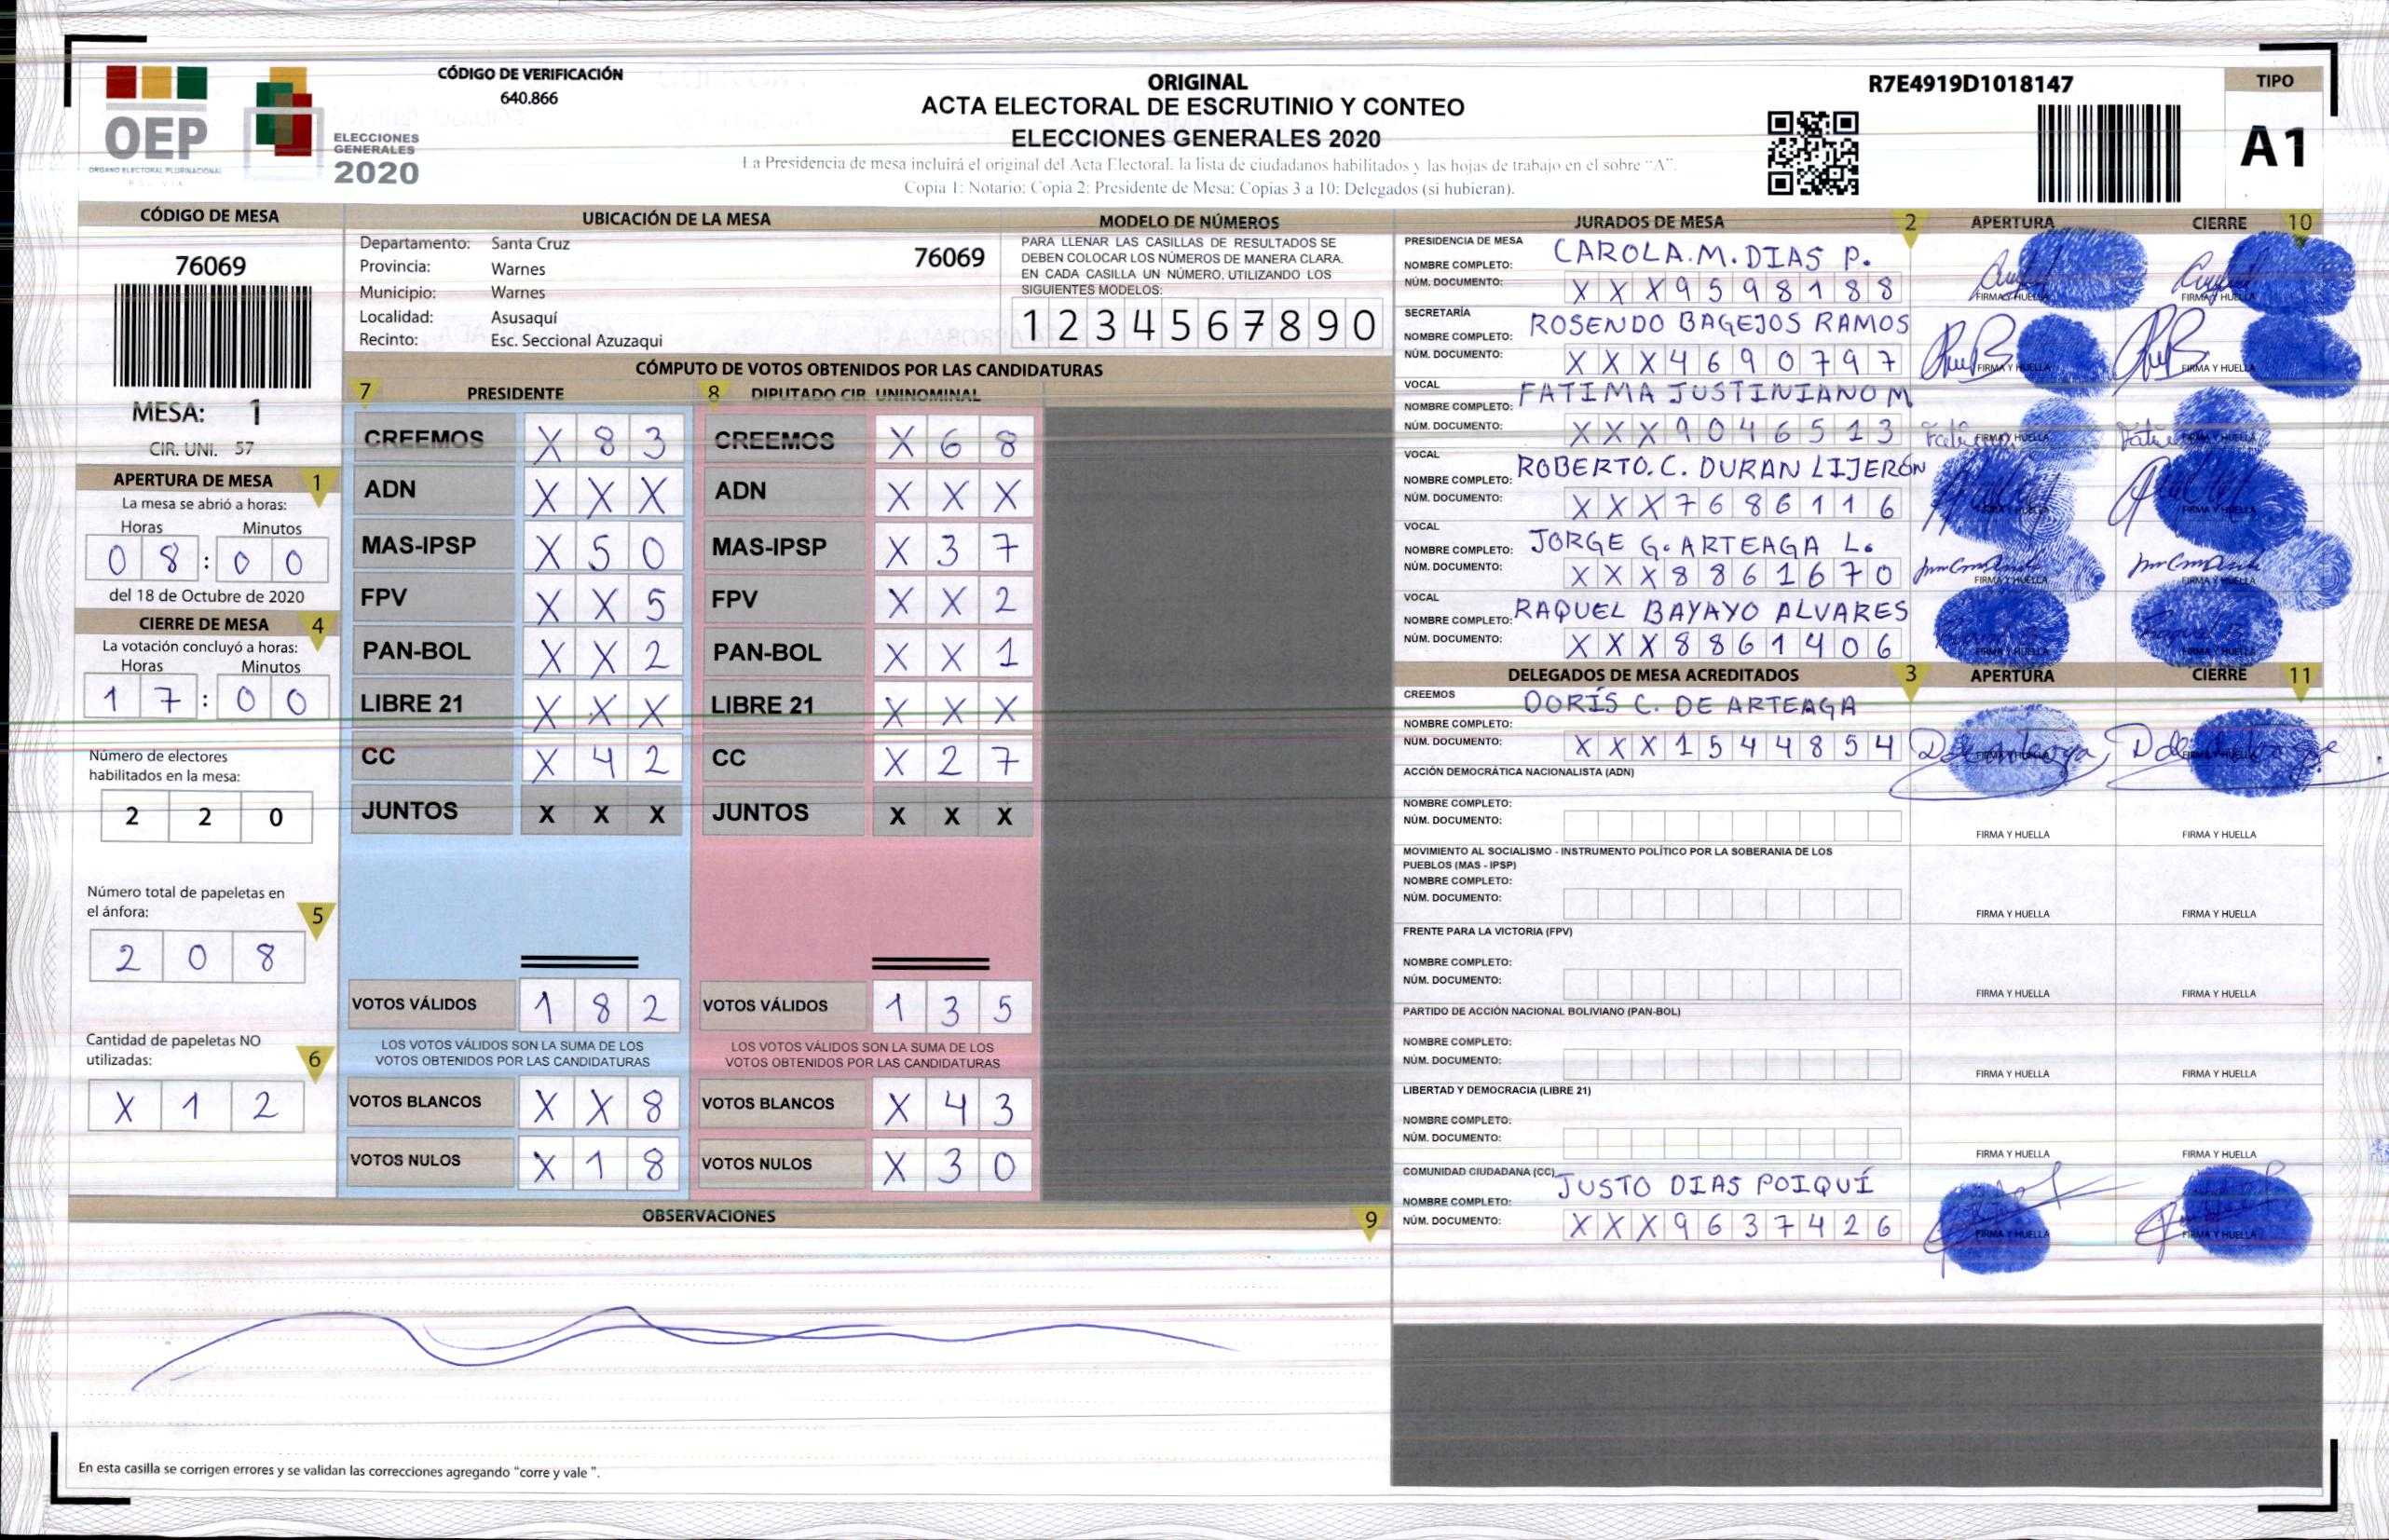 CÓDIGO DE VERIFICACIÓN
640.866
OEP
ÓRGANO ELECTORAL PLURINACIONAL
BOLIVIA
ELECCIONES
GENERALES
2020
ORIGINAL
ACTA ELECTORAL DE ESCRUTINIO Y CONTEO
ELECCIONES GENERALES 2020
La Presidencia de mesa incluirá el original del Acta Electoral, la lista de ciudadanos habilitados y las hojas de trabajo en el sobre "A".
Copia 1: Notario; Copia 2: Presidente de Mesa; Copias 3 a 10: Delegados (si hubieran).
R7E4919D1018147
TIPO
A1
CÓDIGO DE MESA
76069
MESA: 1
CIR. UNI. 57
APERTURA DE MESA 1
La mesa se abrió a horas:
Horas Minutos
0 8 : 0 0
del 18 de Octubre de 2020
CIERRE DE MESA 4
La votación concluyó a horas:
Horas Minutos
1 7 : 0 0
Número de electores
habilitados en la mesa:
2 2 0
Número total de papeletas en
el ánfora: 5
2 0 8
Cantidad de papeletas NO
utilizadas: 6
X 1 2
UBICACIÓN DE LA MESA
Departamento: Santa Cruz 76069
Provincia: Warnes
Municipio: Warnes
Localidad: Asusaquí
Recinto: Esc. Seccional Azuzaqui
MODELO DE NÚMEROS
PARA LLENAR LAS CASILLAS DE RESULTADOS SE
DEBEN COLOCAR LOS NÚMEROS DE MANERA CLARA.
EN CADA CASILLA UN NÚMERO, UTILIZANDO LOS
SIGUIENTES MODELOS:
1 2 3 4 5 6 7 8 9 0
CÓMPUTO DE VOTOS OBTENIDOS POR LAS CANDIDATURAS
7 PRESIDENTE
CREEMOS X 8 3
ADN X X X
MAS-IPSP X 5 0
FPV X X 5
PAN-BOL X X 2
LIBRE 21 X X X
CC X 4 2
JUNTOS X X X
VOTOS VÁLIDOS 1 8 2
LOS VOTOS VÁLIDOS SON LA SUMA DE LOS
VOTOS OBTENIDOS POR LAS CANDIDATURAS
VOTOS BLANCOS X X 8
VOTOS NULOS X 1 8
8 DIPUTADO CIR. UNINOMINAL
CREEMOS X 6 8
ADN X X X
MAS-IPSP X 3 7
FPV X X 2
PAN-BOL X X 1
LIBRE 21 X X X
CC X 2 7
JUNTOS X X X
VOTOS VÁLIDOS 1 3 5
LOS VOTOS VÁLIDOS SON LA SUMA DE LOS
VOTOS OBTENIDOS POR LAS CANDIDATURAS
VOTOS BLANCOS X 4 3
VOTOS NULOS X 3 0
OBSERVACIONES 9
En esta casilla se corrigen errores y se validan las correcciones agregando "corre y vale ".
JURADOS DE MESA 2 APERTURA CIERRE 10
PRESIDENCIA DE MESA
NOMBRE COMPLETO: CAROLA.M.DIAS P.
NÚM. DOCUMENTO: X X X 9 5 9 8 1 8 8
FIRMA Y HUELLA FIRMA Y HUELLA
SECRETARÍA
NOMBRE COMPLETO: ROSENDO BAGEJOS RAMOS
NÚM. DOCUMENTO: X X X 4 6 9 0 7 9 7
FIRMA Y HUELLA FIRMA Y HUELLA
VOCAL
NOMBRE COMPLETO: FATIMA JUSTINIANO M
NÚM. DOCUMENTO: X X X 9 0 4 6 5 1 3
FIRMA Y HUELLA FIRMA Y HUELLA
VOCAL
NOMBRE COMPLETO: ROBERTO.C. DURAN LIJERÓN
NÚM. DOCUMENTO: X X X 7 6 8 6 1 1 6
FIRMA Y HUELLA FIRMA Y HUELLA
VOCAL
NOMBRE COMPLETO: JORGE G. ARTEAGA L.
NÚM. DOCUMENTO: X X X 8 8 6 1 6 7 0
FIRMA Y HUELLA FIRMA Y HUELLA
VOCAL
NOMBRE COMPLETO: RAQUEL BAYAYO ALVARES
NÚM. DOCUMENTO: X X X 8 8 6 1 4 0 6
FIRMA Y HUELLA FIRMA Y HUELLA
DELEGADOS DE MESA ACREDITADOS 3 APERTURA CIERRE 11
CREEMOS
NOMBRE COMPLETO: DORÍS C. DE ARTEAGA
NÚM. DOCUMENTO: X X X 1 5 4 4 8 5 4
ACCIÓN DEMOCRÁTICA NACIONALISTA (ADN)
NOMBRE COMPLETO:
NÚM. DOCUMENTO:
FIRMA Y HUELLA FIRMA Y HUELLA
MOVIMIENTO AL SOCIALISMO - INSTRUMENTO POLÍTICO POR LA SOBERANIA DE LOS
PUEBLOS (MAS - IPSP)
NOMBRE COMPLETO:
NÚM. DOCUMENTO:
FIRMA Y HUELLA FIRMA Y HUELLA
FRENTE PARA LA VICTORIA (FPV)
NOMBRE COMPLETO:
NÚM. DOCUMENTO:
FIRMA Y HUELLA FIRMA Y HUELLA
PARTIDO DE ACCIÓN NACIONAL BOLIVIANO (PAN-BOL)
NOMBRE COMPLETO:
NÚM. DOCUMENTO:
FIRMA Y HUELLA FIRMA Y HUELLA
LIBERTAD Y DEMOCRACIA (LIBRE 21)
NOMBRE COMPLETO:
NÚM. DOCUMENTO:
FIRMA Y HUELLA FIRMA Y HUELLA
COMUNIDAD CIUDADANA (CC)
NOMBRE COMPLETO: JUSTO DIAS POIQUÍ
NÚM. DOCUMENTO: X X X 9 6 3 7 4 2 6
FIRMA Y HUELLA FIRMA Y HUELLA